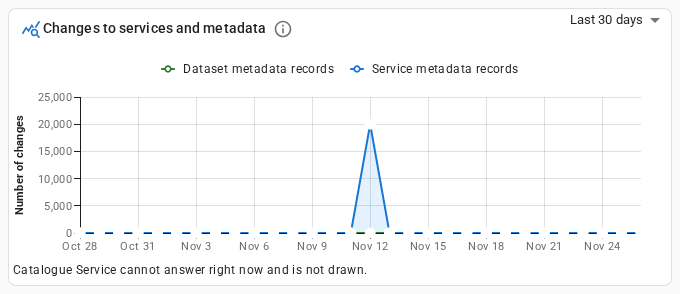 Changes to services and metadata
Last 30 days
Dataset metadata records
Service metadata records
Number of changes
25,000
20,000
15,000
10,000
5,000
0
Oct 28 Oct 31 Nov 3 Nov 6 Nov 9 Nov 12 Nov 15 Nov 18 Nov 21 Nov 24
Catalogue Service cannot answer right now and is not drawn.